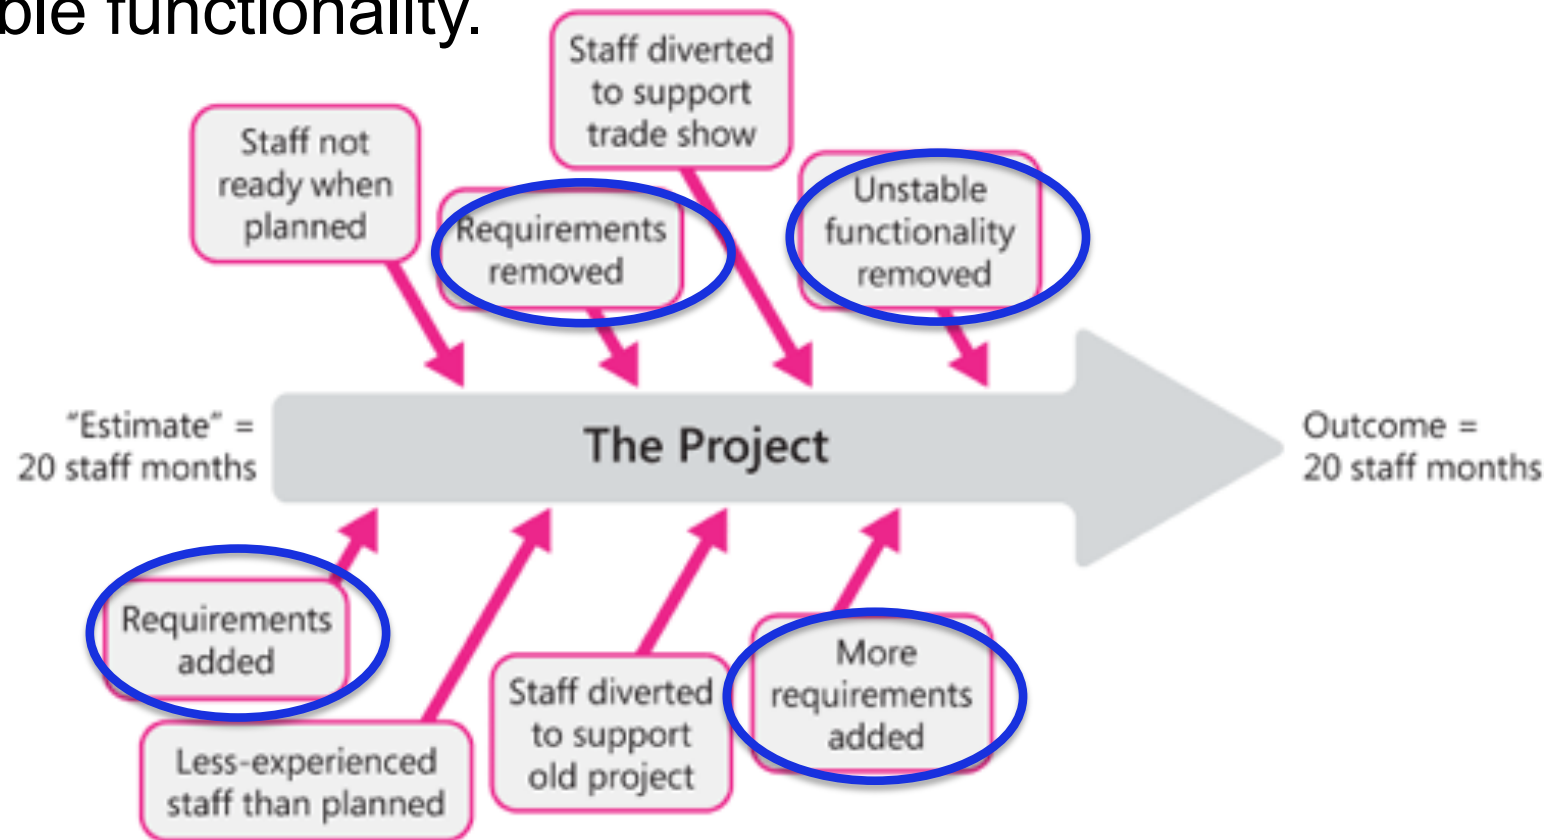 ble functionality.
Staff diverted
to support
trade show
Staff not
ready when
planned
Requirements
removed
Unstable
functionality
removed
“Estimate” =
20 staff months
The Project
Outcome =
20 staff months
Requirements
added
Less-experienced
staff than planned
Staff diverted
to support
old project
More
requirements
added